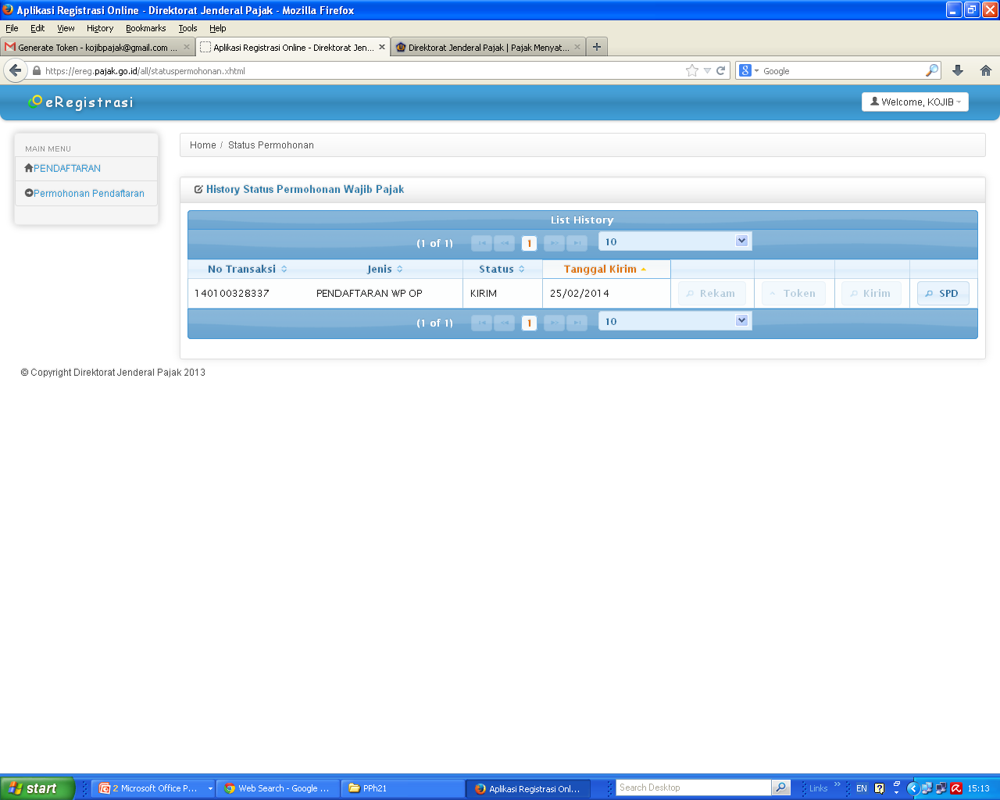 Aplikasi Registrasi Online - Direktorat Jenderal Pajak - Mozilla Firefox
File Edit View History Bookmarks Tools Help
Generate Token - kojibpajak@gmail.com ... Aplikasi Registrasi Online - Direktorat Jen... Direktorat Jenderal Pajak | Pajak Menyat...
https://ereg.pajak.go.id/all/statuspermohonan.xhtml Google
eRegistrasi Welcome, KOJIB
MAIN MENU
PENDAFTARAN
Permohonan Pendaftaran
Home / Status Permohonan
History Status Permohonan Wajib Pajak
List History
(1 of 1) 1 10
No Transaksi Jenis Status Tanggal Kirim
140100328337 PENDAFTARAN WP OP KIRIM 25/02/2014 Rekam Token Kirim SPD
(1 of 1) 1 10
© Copyright Direktorat Jenderal Pajak 2013
start 2 Microsoft Office P... Web Search - Google ... PPh21 Aplikasi Registrasi Onl... Search Desktop Links EN 15:13